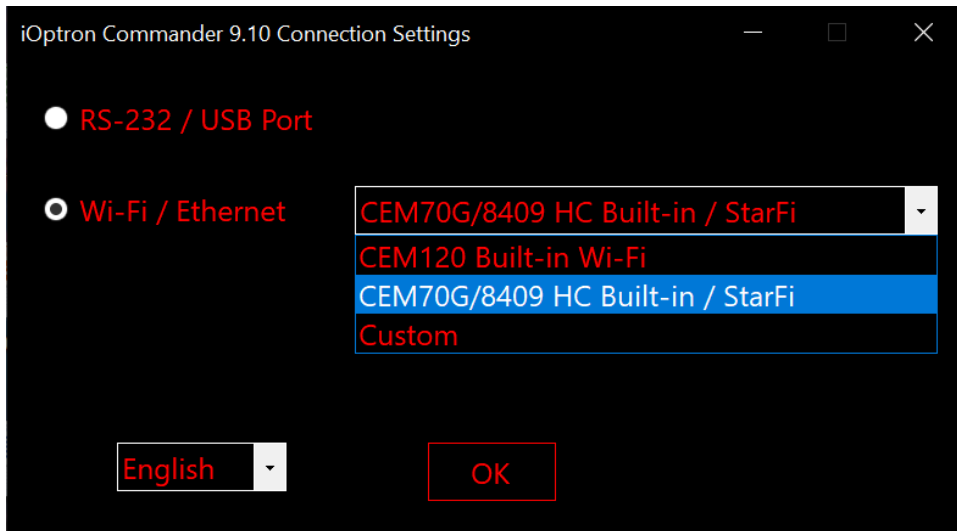 iOptron Commander 9.10 Connection Settings
RS-232 / USB Port
Wi-Fi / Ethernet
CEM70G/8409 HC Built-in / StarFi
CEM120 Built-in Wi-Fi
CEM70G/8409 HC Built-in / StarFi
Custom
English
OK